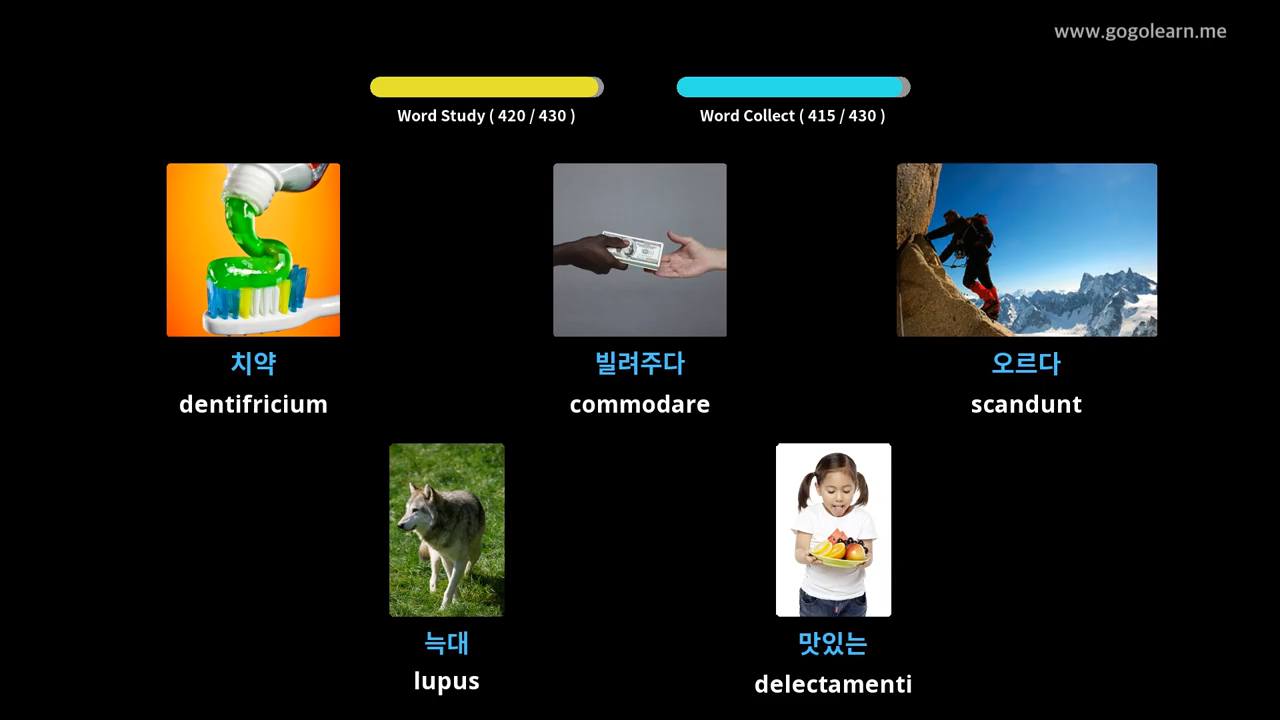 www.gogolearn.me
Word Study ( 420 / 430 )
Word Collect ( 415 / 430 )
치약
빌려주다
오르다
dentifricium
commodare
scandunt
늑대
맛있는
lupus
delectamenti